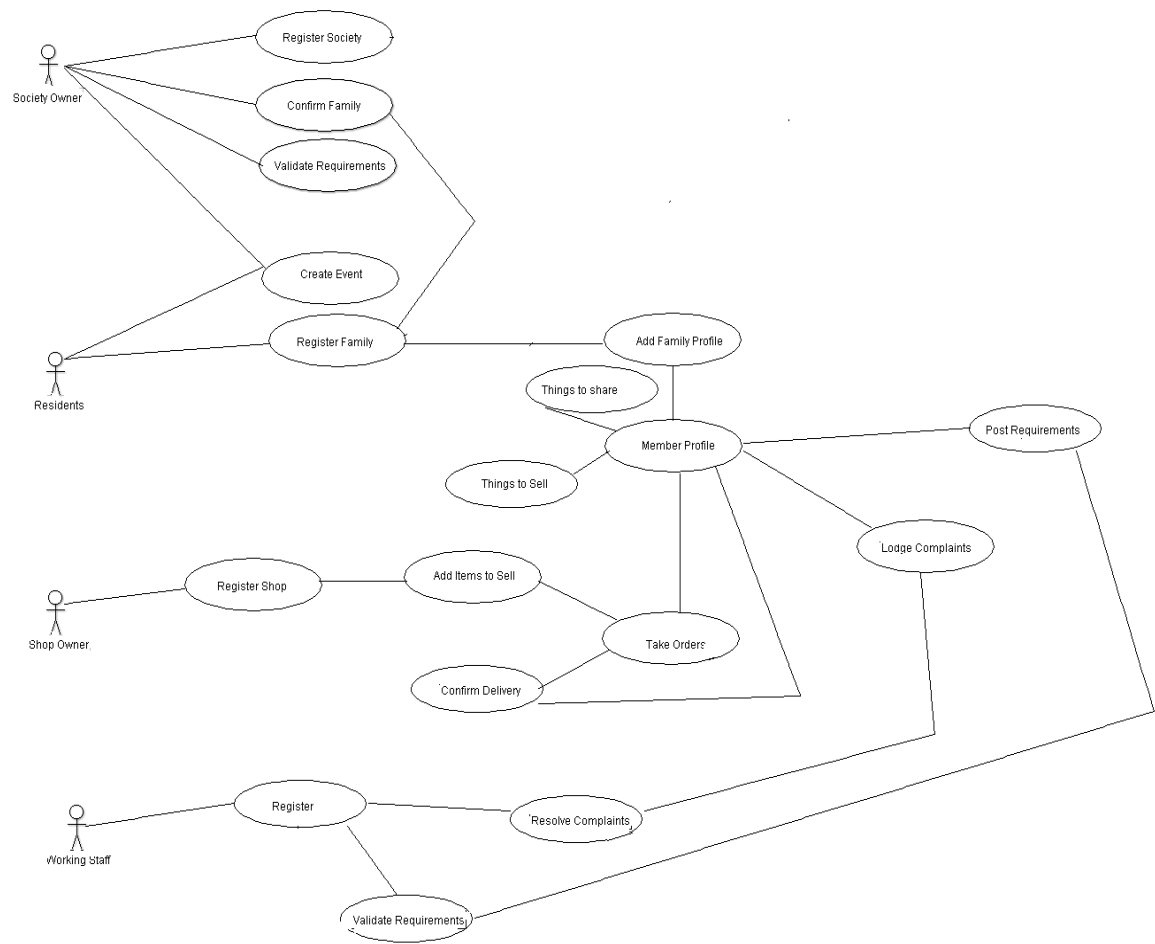 Register Society
Society Owner
Confirm Family
Validate Requirements
Create Event
Register Family
Add Family Profile
Residents
Things to share
Member Profile
Post Requirements
Things to Sell
Lodge Complaints
Register Shop
Add Items to Sell
Shop Owner
Take Orders
Confirm Delivery
Register
Resolve Complaints
Working Staff
Validate Requirements